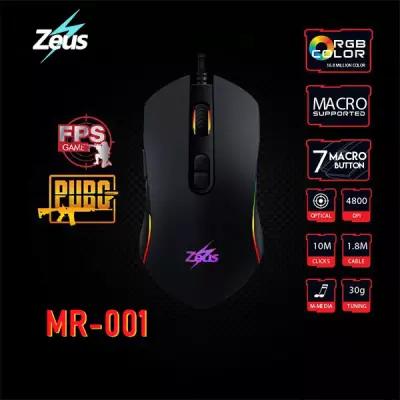 Zeus
RGB
COLOR
16.8 MILLION COLOR
MACRO
SUPPORTED
FPS
GAME
7 MACRO
BUTTON
PUBG
OPTICAL
4800
DPI
Zeus
10M
CLICKS
1.8M
CABLE
MR-001
M-MEDIA
30g
TUNING